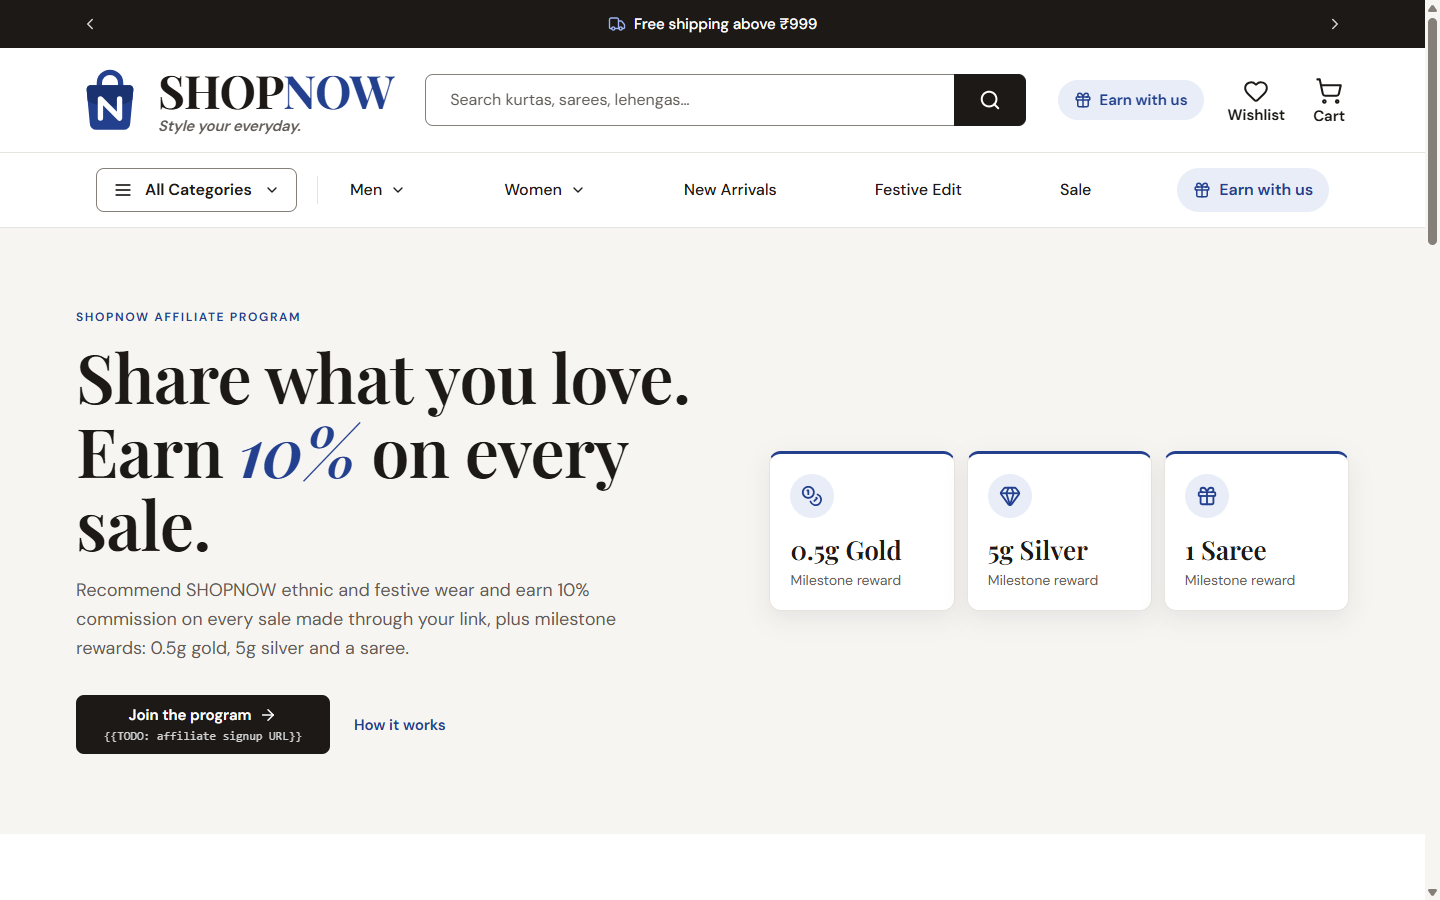 Free shipping above ₹999
N
SHOPNOW
Style your everyday.
Search kurtas, sarees, lehengas...
Earn with us
Wishlist
Cart
All Categories
Men
Women
New Arrivals
Festive Edit
Sale
Earn with us
SHOPNOW AFFILIATE PROGRAM
Share what you love.
Earn 10% on every
sale.
Recommend SHOPNOW ethnic and festive wear and earn 10%
commission on every sale made through your link, plus milestone
rewards: 0.5g gold, 5g silver and a saree.
Join the program →
{{TODO: affiliate signup URL}}
How it works
0.5g Gold
Milestone reward
5g Silver
Milestone reward
1 Saree
Milestone reward